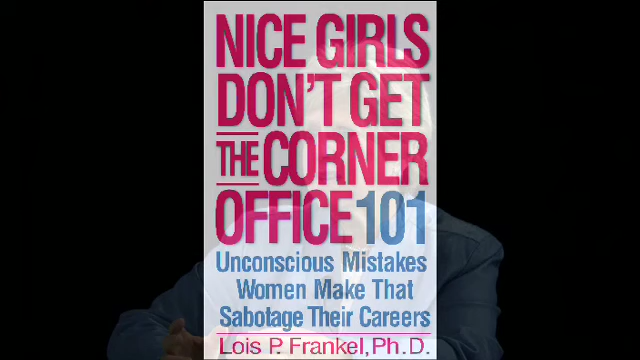 NICE GIRLS
DON'T GET
THE CORNER
OFFICE 101
Unconscious Mistakes
Women Make That
Sabotage Their Careers
Lois P. Frankel, Ph.D.